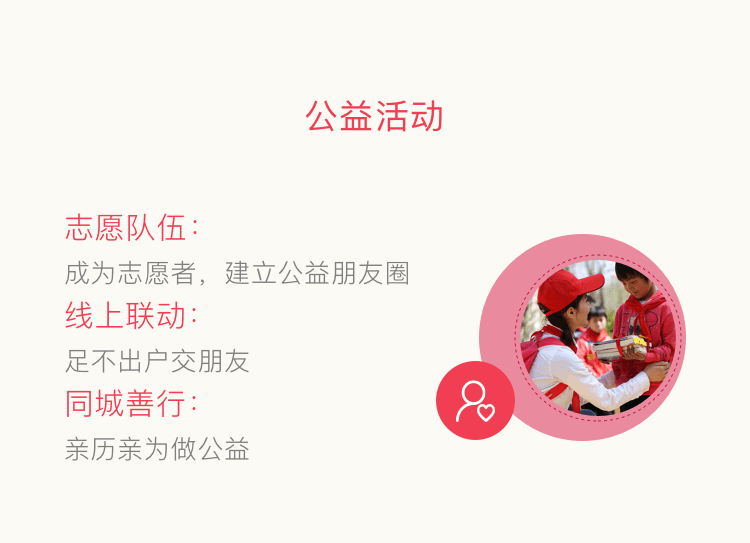 公益活动
志愿队伍：
成为志愿者，建立公益朋友圈
线上联动：
足不出户交朋友
同城善行：
亲历亲为做公益